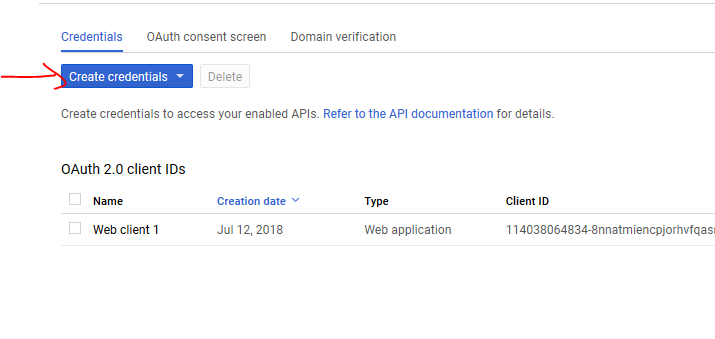 Credentials OAuth consent screen Domain verification
Create credentials Delete
Create credentials to access your enabled APIs. Refer to the API documentation for details.
OAuth 2.0 client IDs
Name Creation date Type Client ID
Web client 1 Jul 12, 2018 Web application 114038064834-8nnatmiencpjorhvfqasr